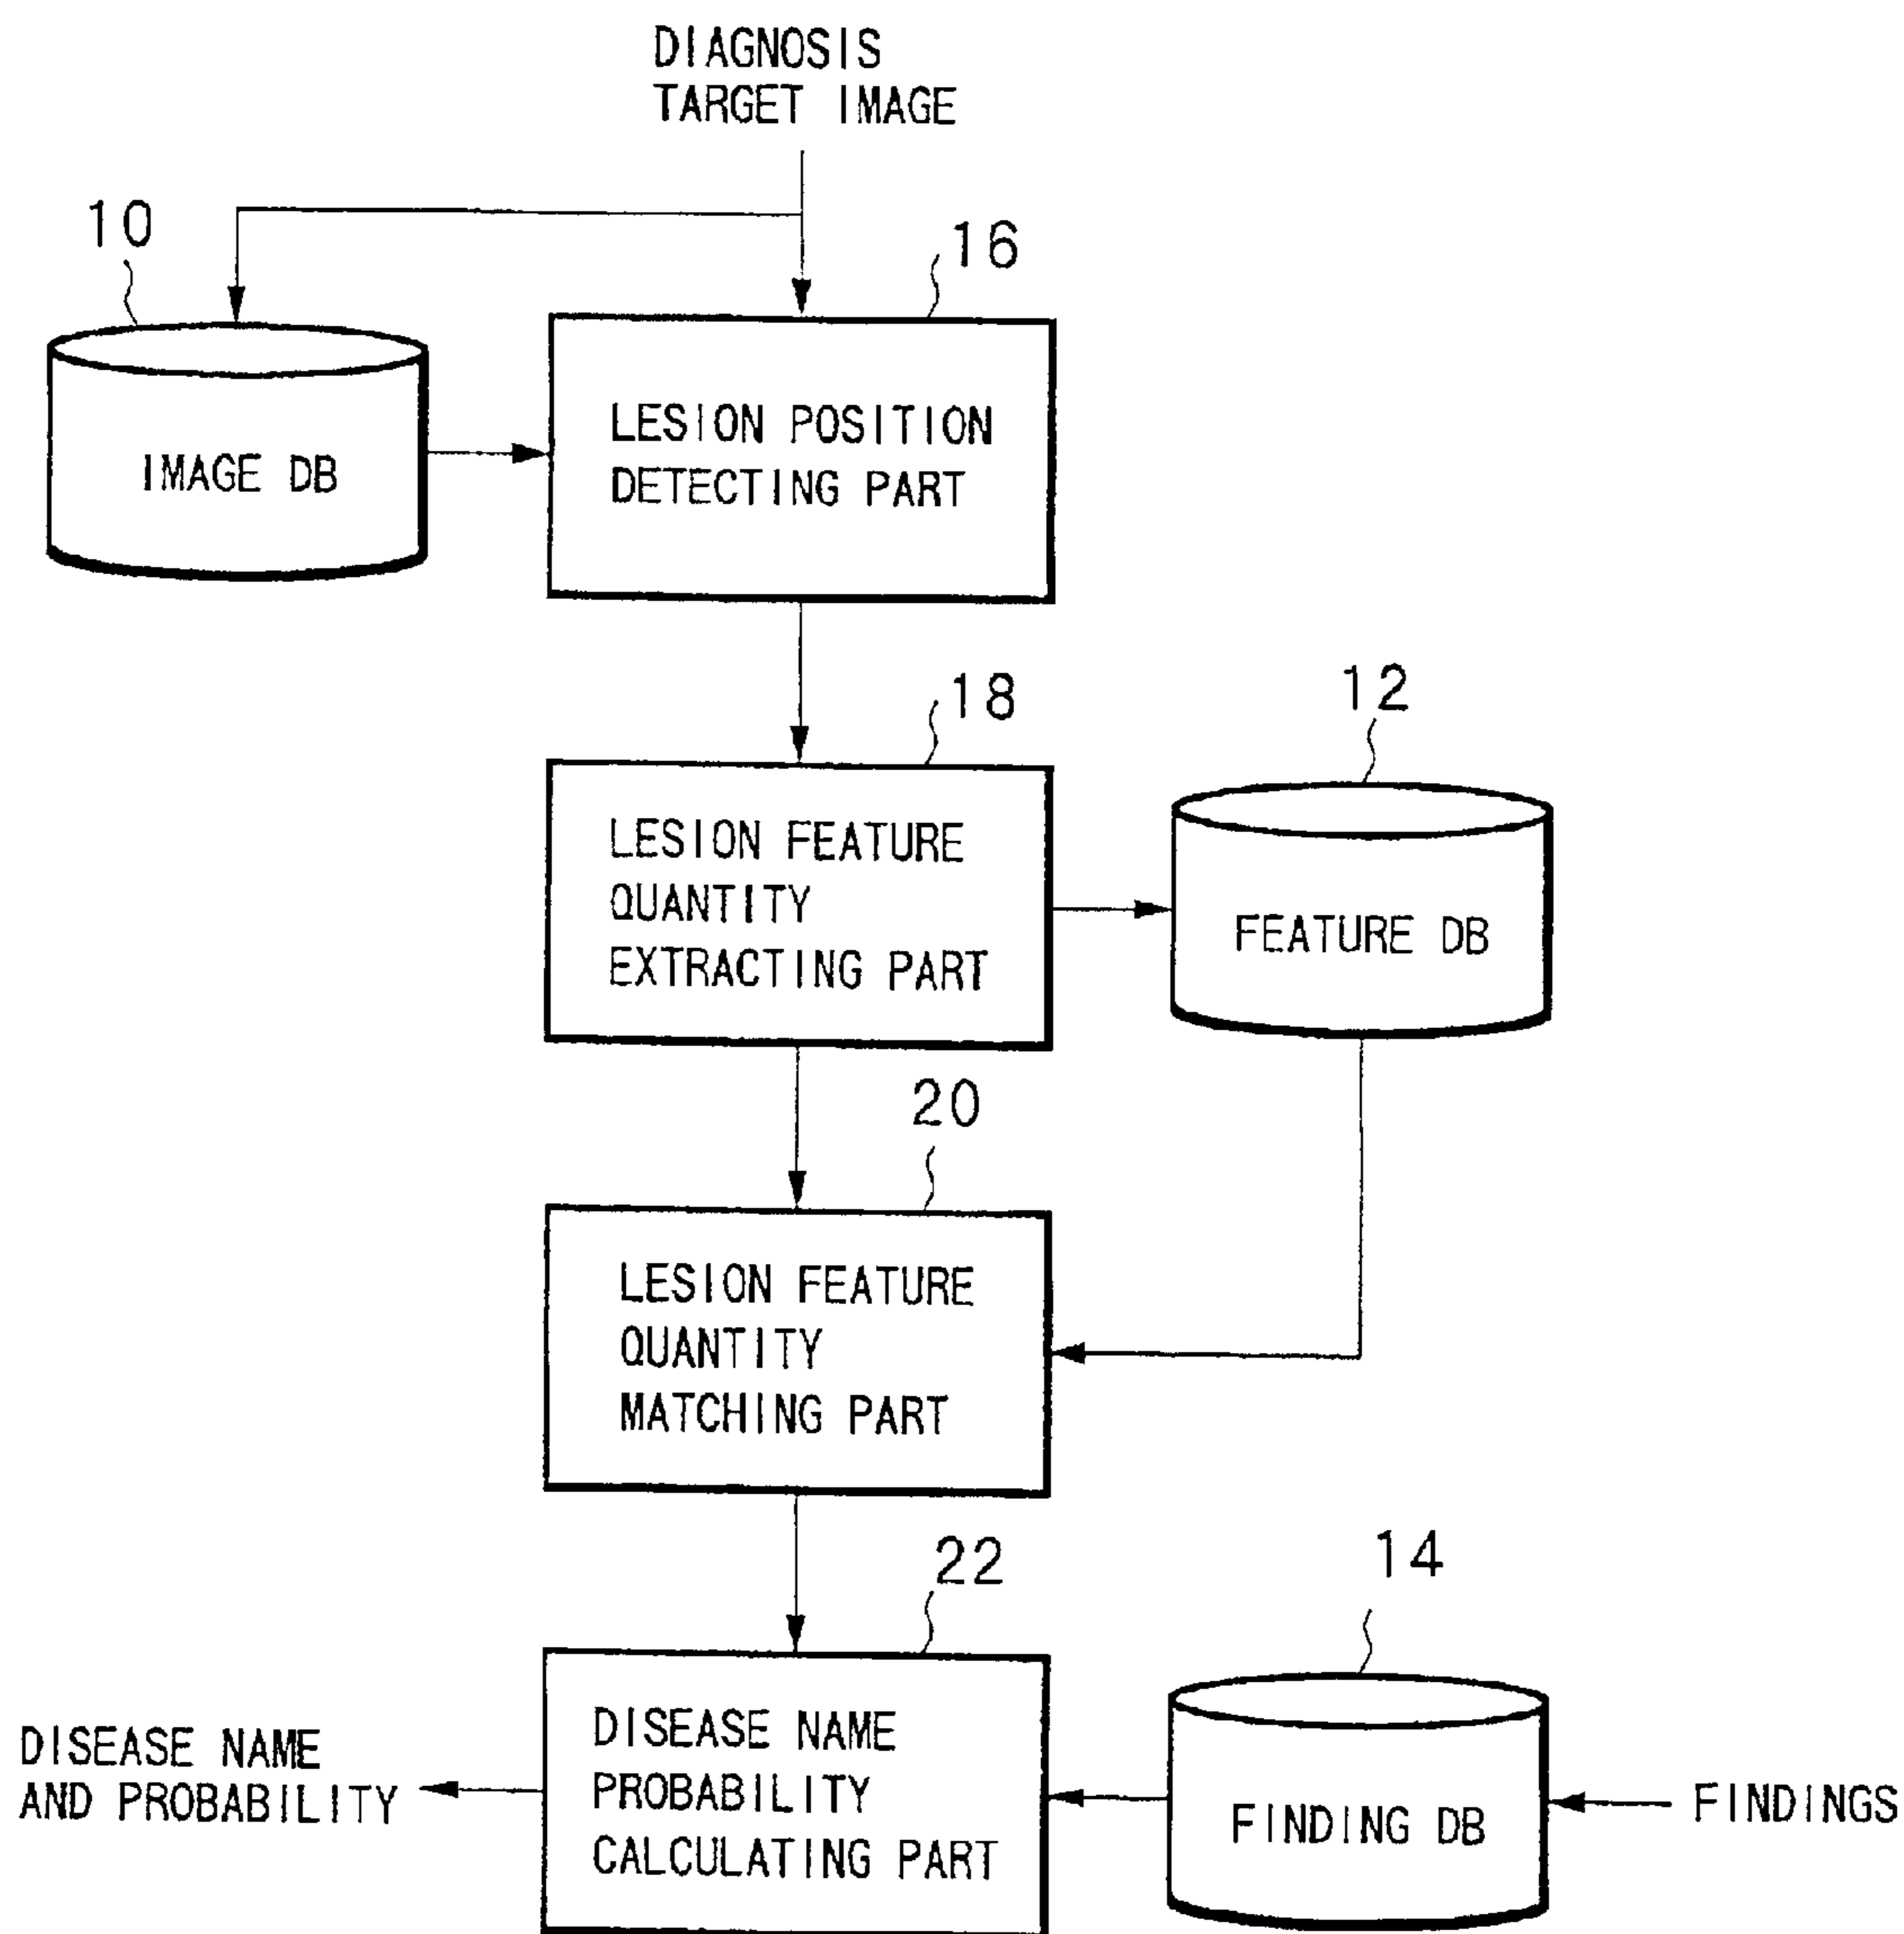 DIAGNOSIS
TARGET IMAGE
10
16
IMAGE DB
LESION POSITION
DETECTING PART
18
12
LESION FEATURE
QUANTITY
EXTRACTING PART
FEATURE DB
20
LESION FEATURE
QUANTITY
MATCHING PART
22
14
DISEASE NAME
AND PROBABILITY
DISEASE NAME
PROBABILITY
CALCULATING PART
FINDING DB
FINDINGS